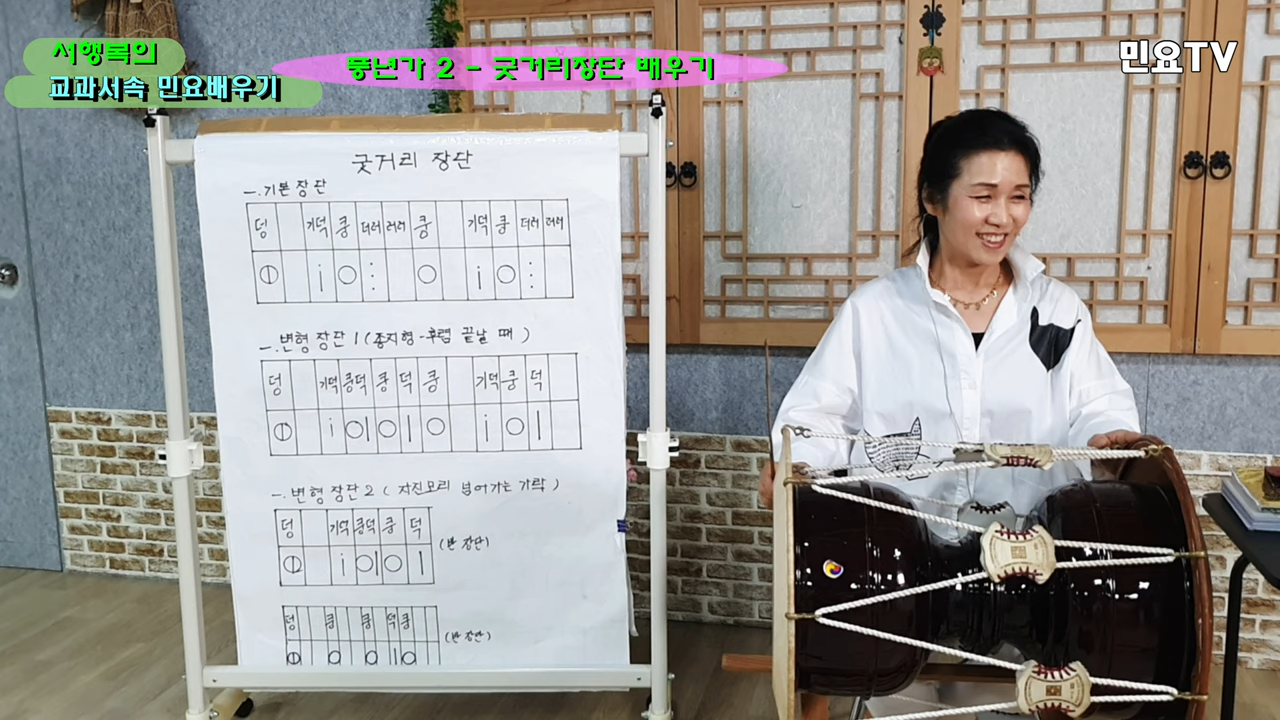 서행복의
교과서속 민요배우기
풍년가 2 - 굿거리장단 배우기
민요TV
굿거리 장단
一. 기본 장단
덩 기덕 쿵 더러 러러 쿵 기덕 쿵 더러 러러
一. 변형 장단 1 (종지형 - 후렴 끝날 때)
덩 기덕 쿵덕 쿵 덕 쿵 기덕 쿵 덕
一. 변형 장단 2 (자진모리 넘어가는 가락)
덩 기덕 쿵덕 쿵 덕
(반 장단)
덩 쿵 쿵 덕 쿵
(반 장단)